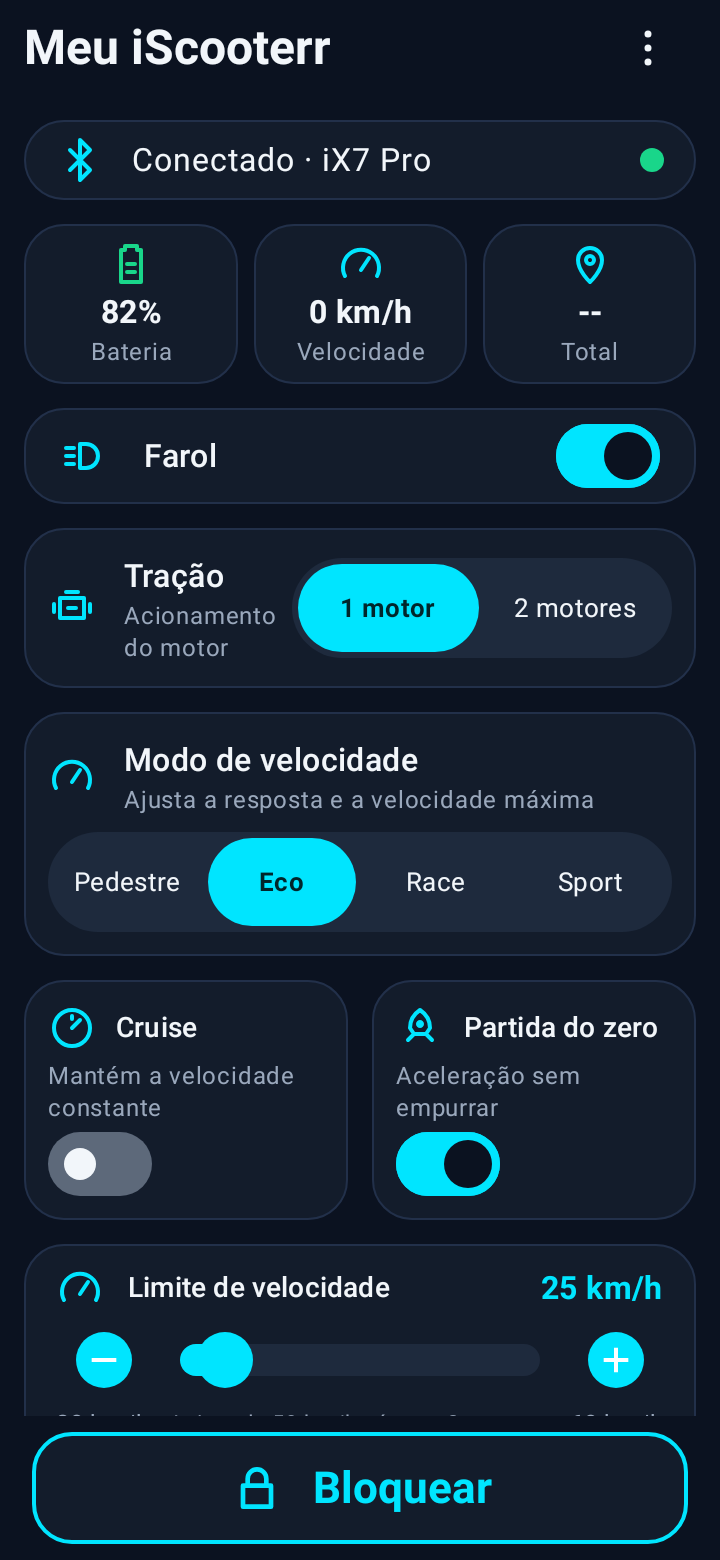 Meu iScooterr
Conectado · iX7 Pro
82%
Bateria
0 km/h
Velocidade
--
Total
Farol
Tração
Acionamento
do motor
1 motor
2 motores
Modo de velocidade
Ajusta a resposta e a velocidade máxima
Pedestre
Eco
Race
Sport
Cruise
Mantém a velocidade
constante
Partida do zero
Aceleração sem
empurrar
Limite de velocidade
25 km/h
Bloquear